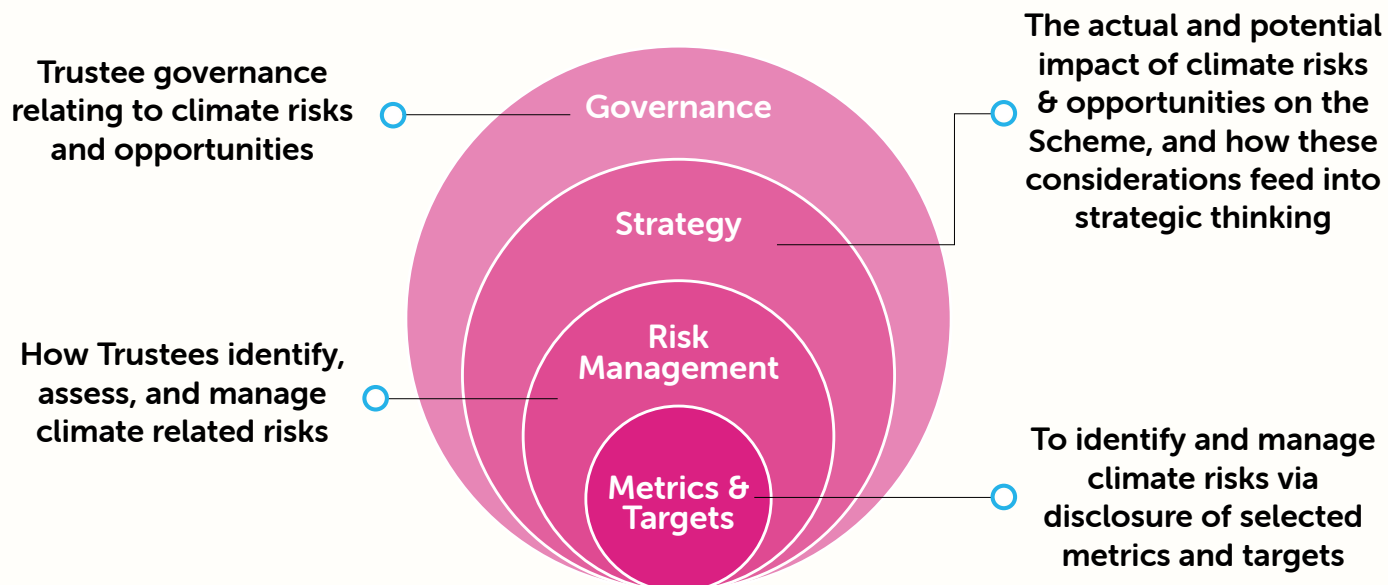 Trustee governance
relating to climate risks
and opportunities
Governance
The actual and potential
impact of climate risks
& opportunities on the
Scheme, and how these
considerations feed into
strategic thinking
Strategy
How Trustees identify,
assess, and manage
climate related risks
Risk
Management
Metrics &
Targets
To identify and manage
climate risks via
disclosure of selected
metrics and targets